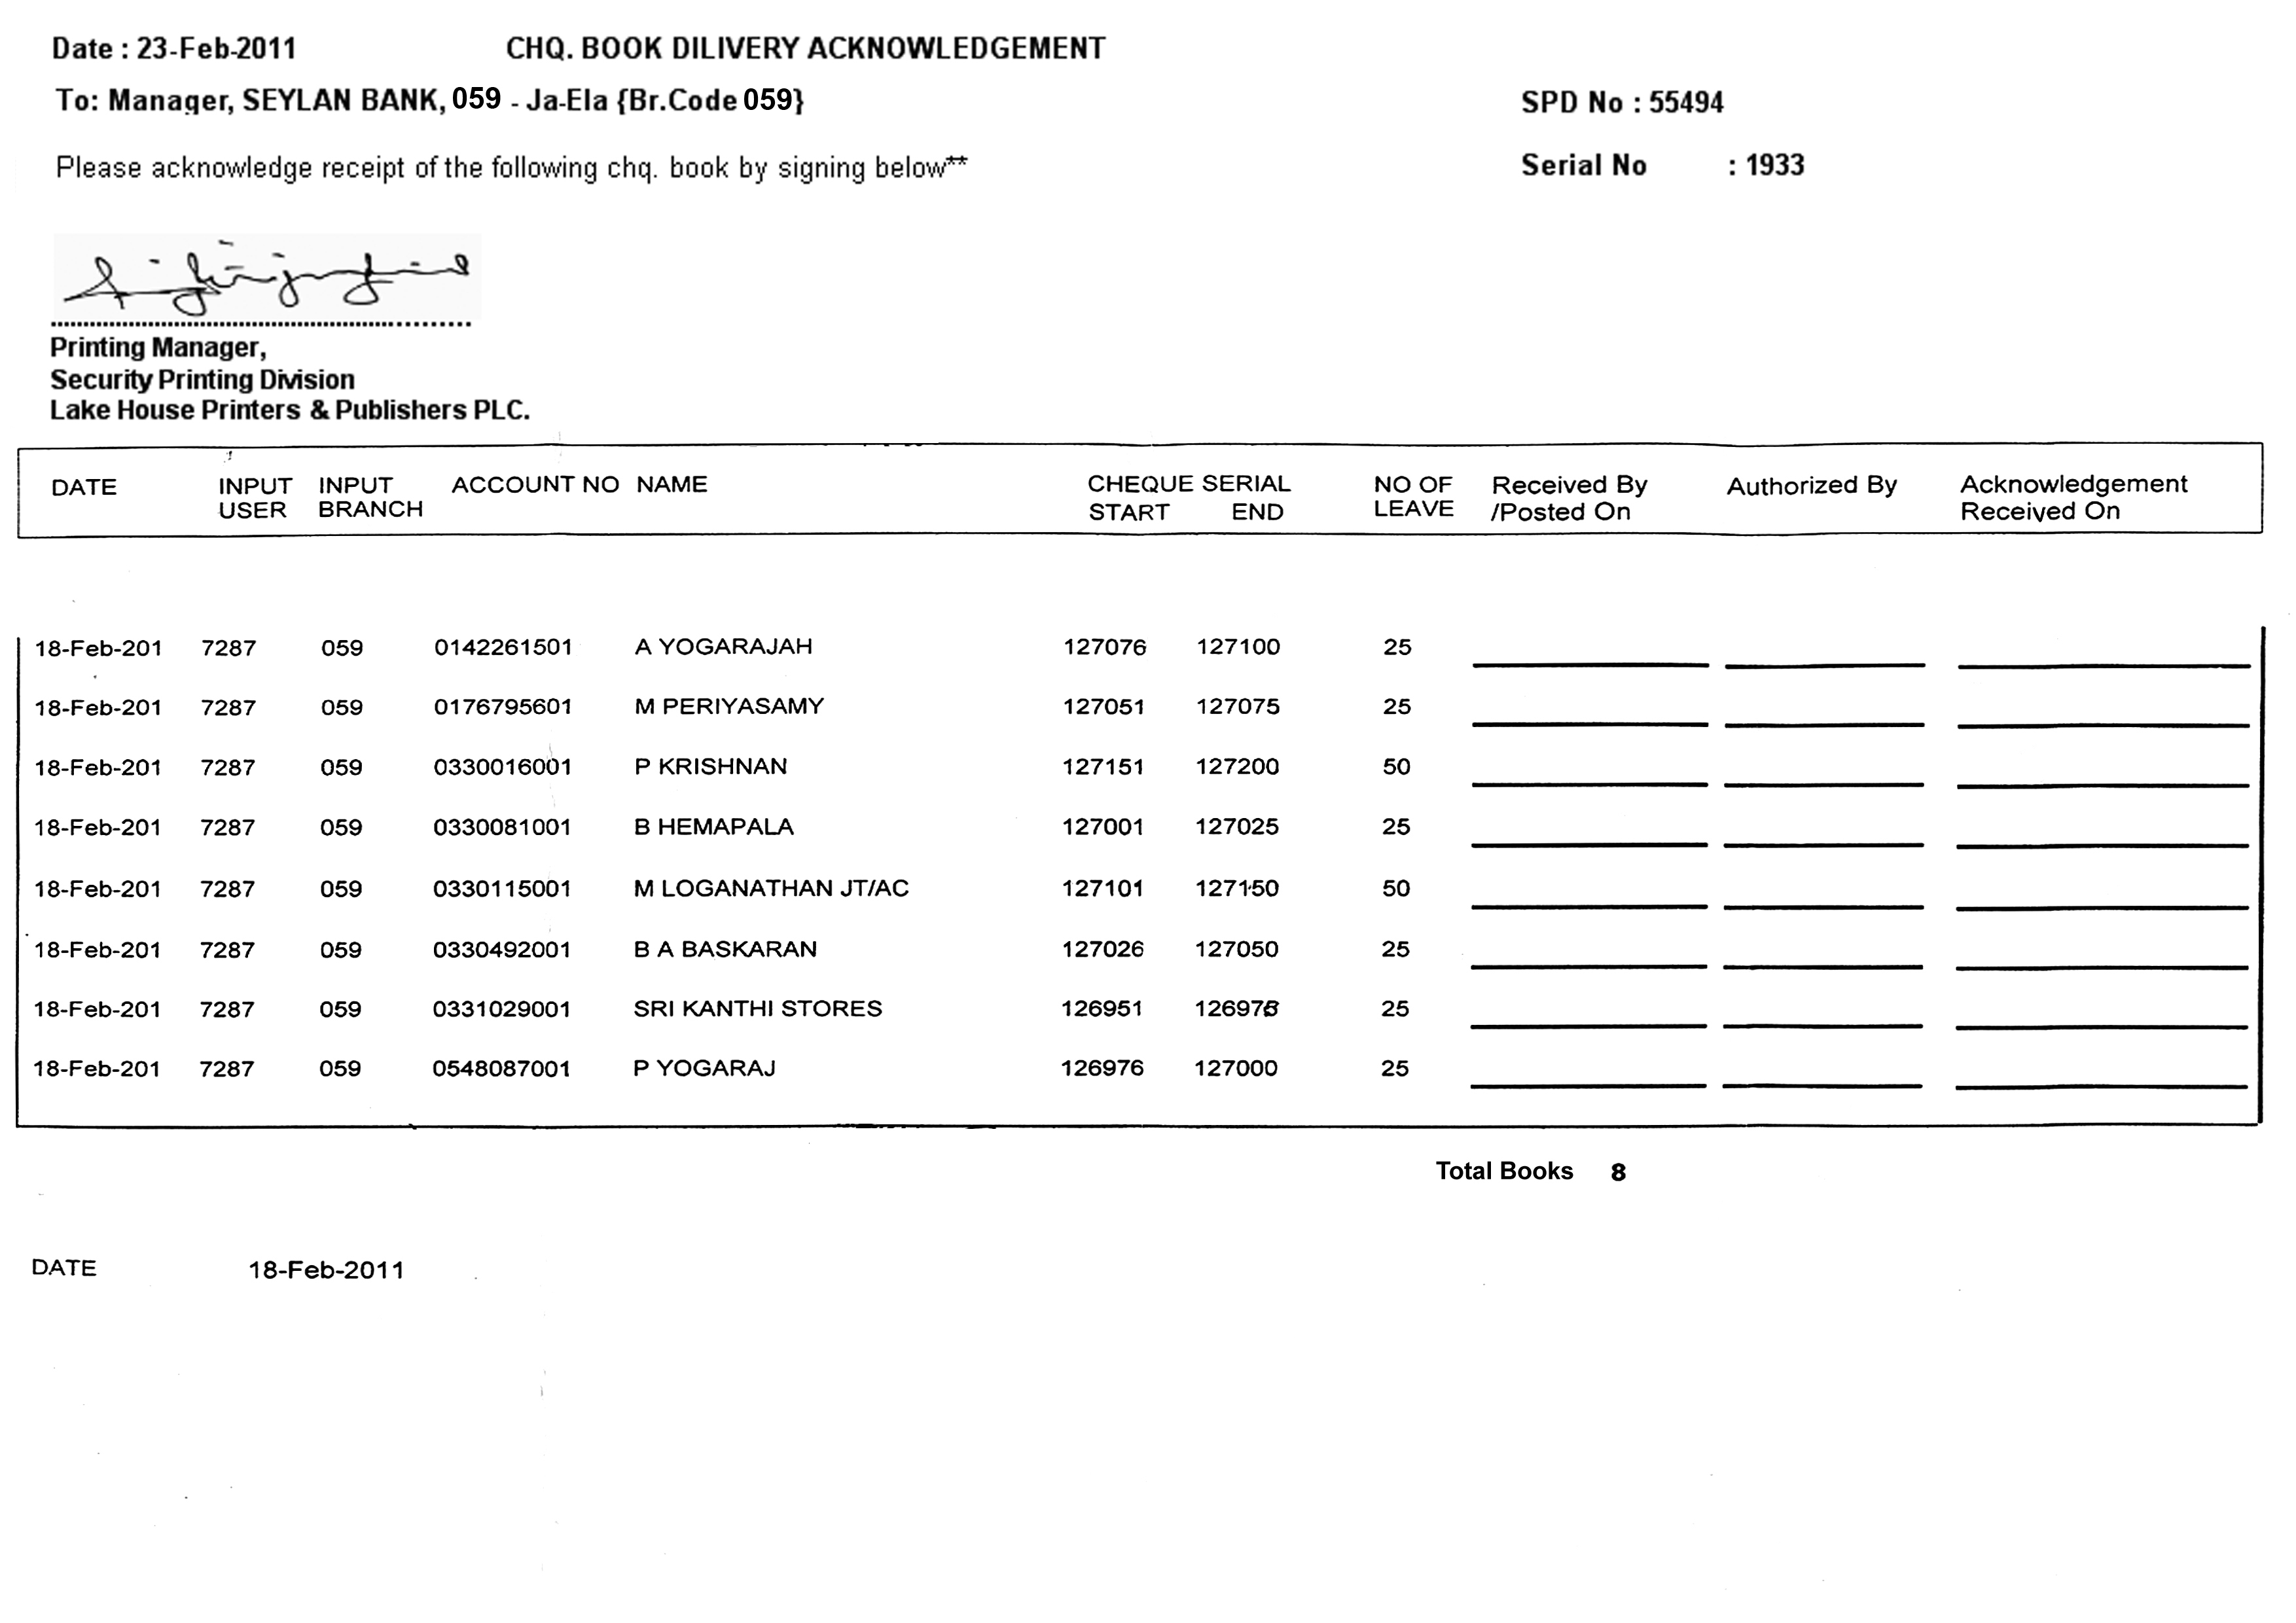 Date : 23-Feb-2011 CHQ. BOOK DILIVERY ACKNOWLEDGEMENT
To: Manager, SEYLAN BANK, 059 - Ja-Ela {Br.Code 059}
SPD No : 55494
Please acknowledge receipt of the following chq. book by signing below**
Serial No : 1933
Printing Manager,
Security Printing Division
Lake House Printers & Publishers PLC.
DATE INPUT USER INPUT BRANCH ACCOUNT NO NAME CHEQUE SERIAL START END NO OF LEAVE Received By /Posted On Authorized By Acknowledgement Received On
18-Feb-201 7287 059 0142261501 A YOGARAJAH 127076 127100 25
18-Feb-201 7287 059 0176795601 M PERIYASAMY 127051 127075 25
18-Feb-201 7287 059 0330016001 P KRISHNAN 127151 127200 50
18-Feb-201 7287 059 0330081001 B HEMAPALA 127001 127025 25
18-Feb-201 7287 059 0330115001 M LOGANATHAN JT/AC 127101 127150 50
18-Feb-201 7287 059 0330492001 B A BASKARAN 127026 127050 25
18-Feb-201 7287 059 0331029001 SRI KANTHI STORES 126951 25
18-Feb-201 7287 059 0548087001 P YOGARAJ 126976 127000 25
Total Books 8
DATE 18-Feb-2011